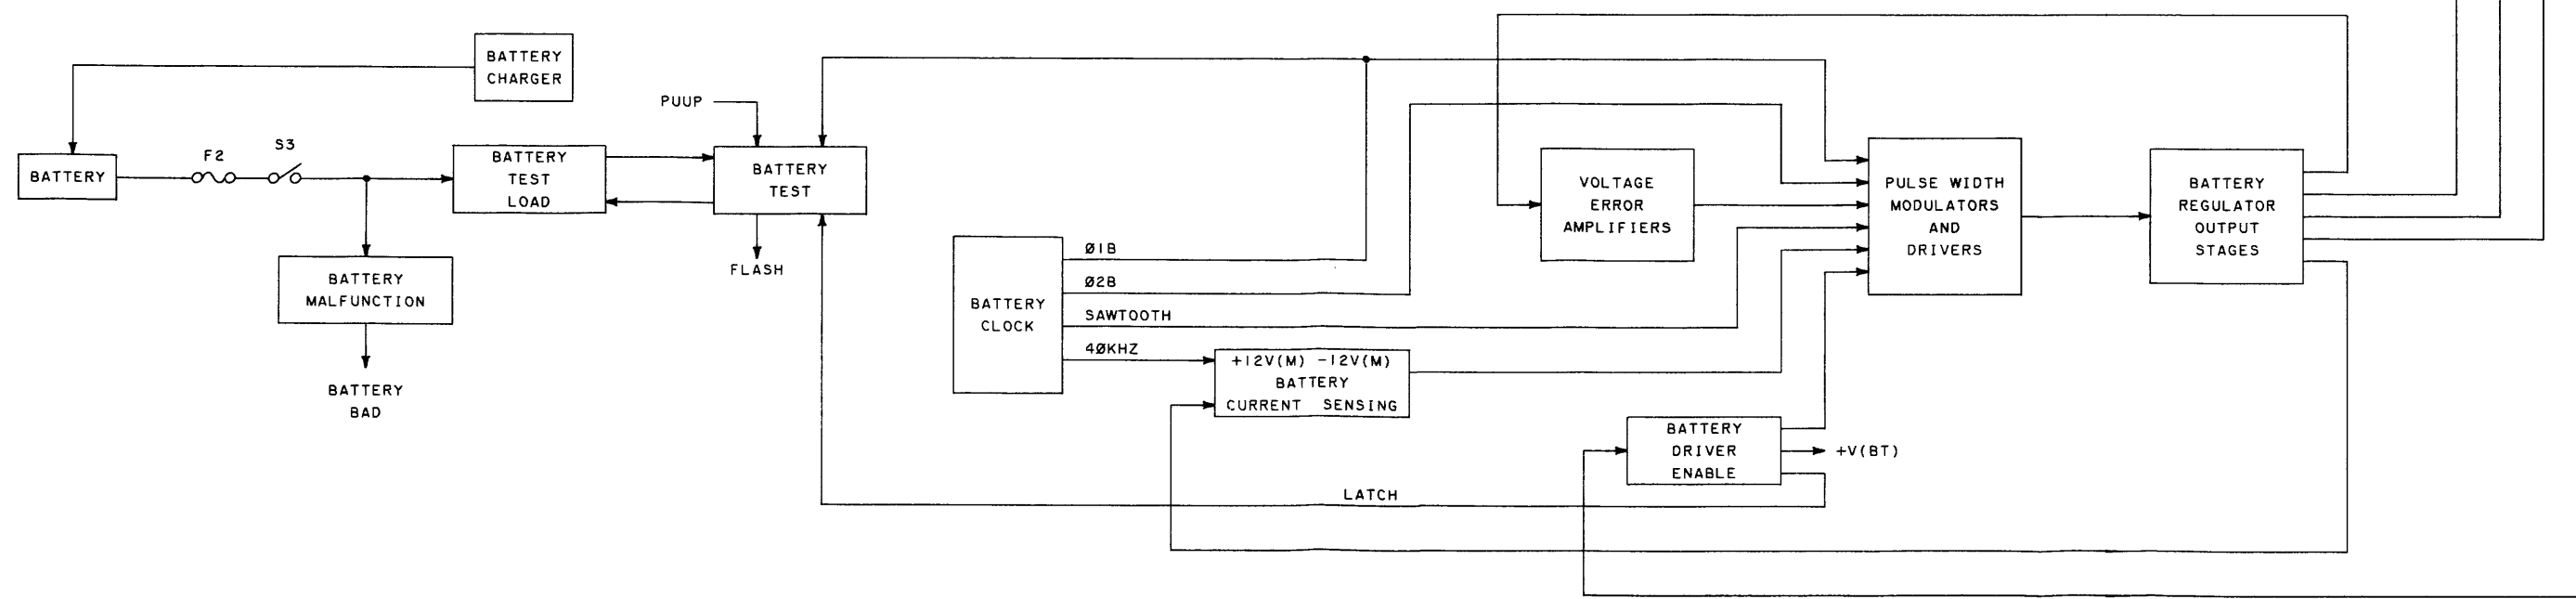 BATTERY
CHARGER
PUUP
F2
S3
BATTERY
BATTERY
TEST
LOAD
BATTERY
TEST
FLASH
BATTERY
MALFUNCTION
BATTERY
BAD
BATTERY
CLOCK
Ø1B
Ø2B
SAWTOOTH
4ØKHZ
+12V(M) -12V(M)
BATTERY
CURRENT SENSING
VOLTAGE
ERROR
AMPLIFIERS
PULSE WIDTH
MODULATORS
AND
DRIVERS
BATTERY
REGULATOR
OUTPUT
STAGES
BATTERY
DRIVER
ENABLE
+V(BT)
LATCH